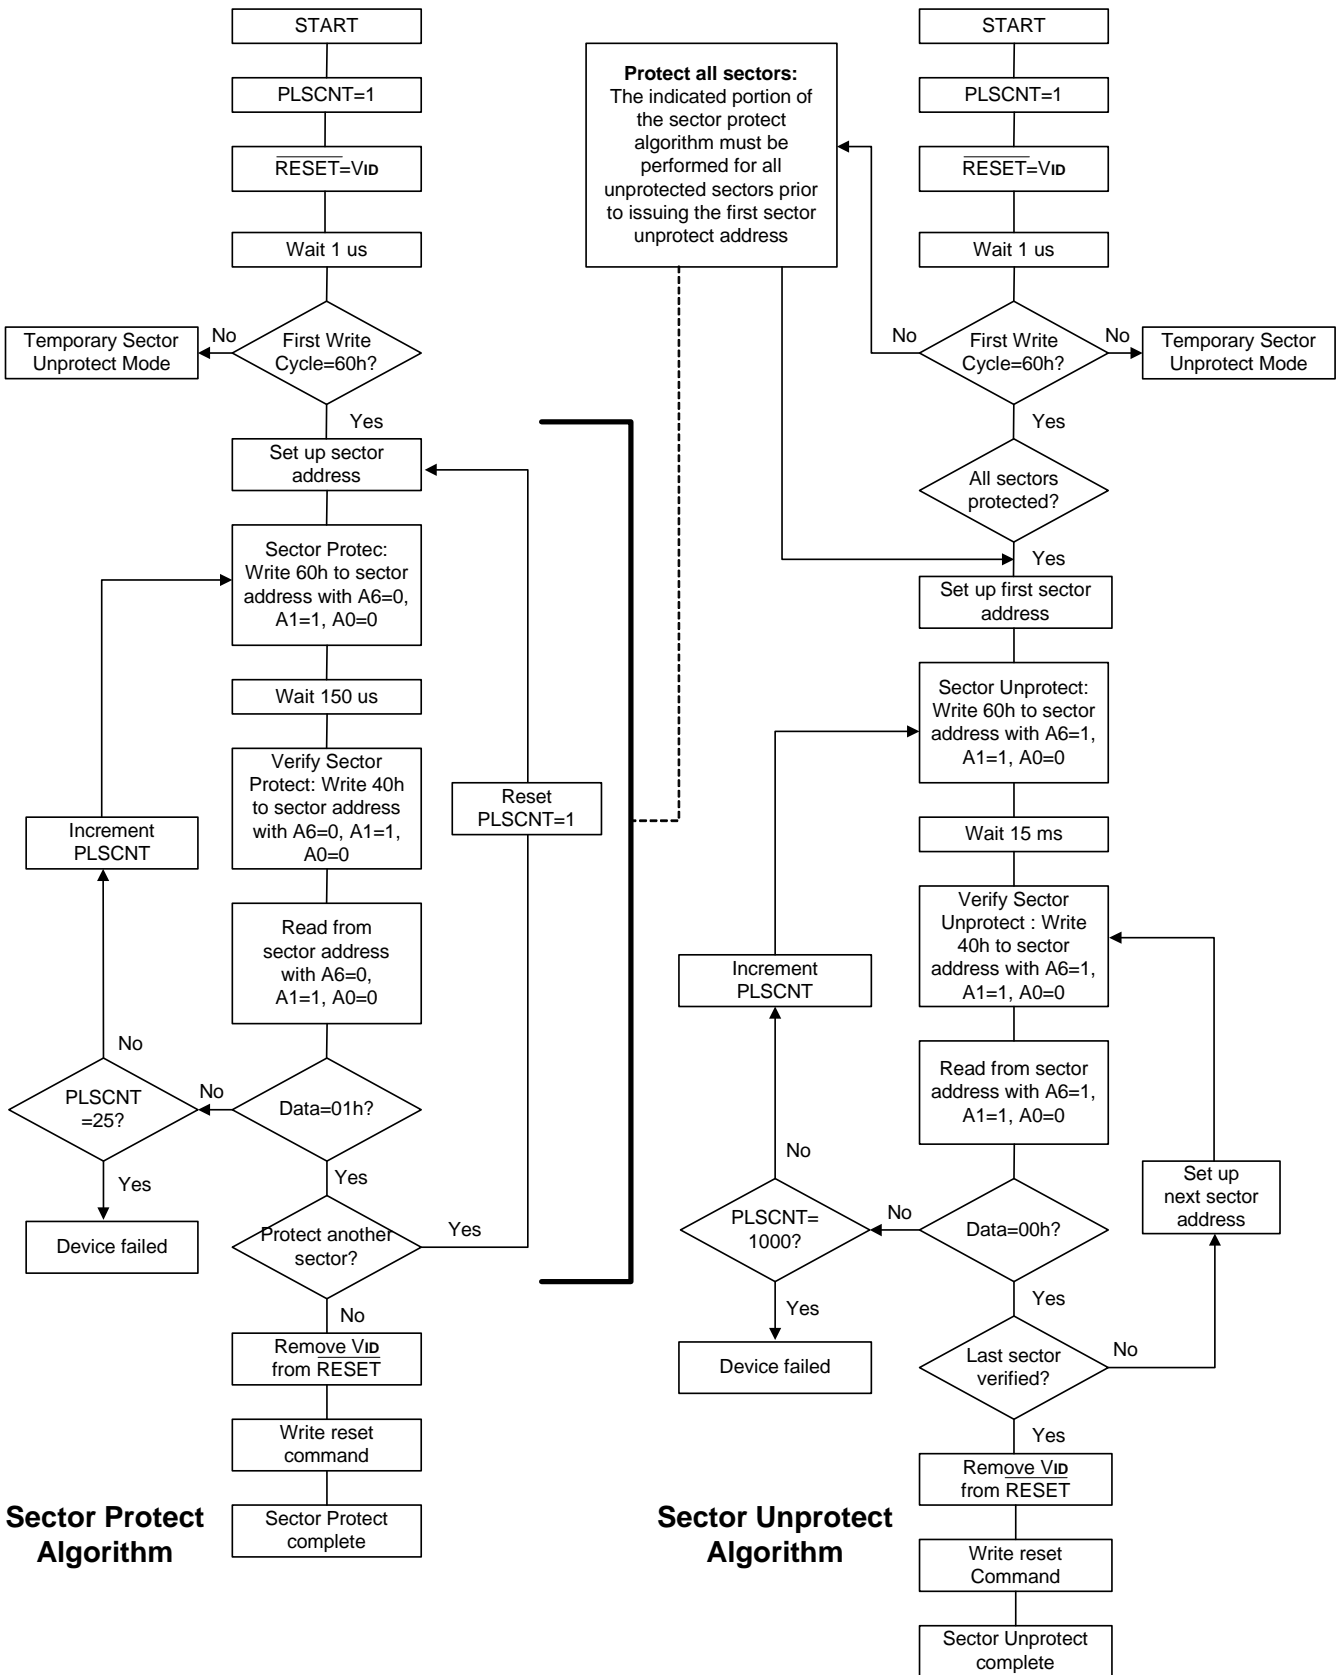 START
PLSCNT=1
RESET=VID
Wait 1 us
First Write
Cycle=60h?
No
Temporary Sector
Unprotect Mode
Yes
Set up sector
address
Sector Protec:
Write 60h to sector
address with A6=0,
A1=1, A0=0
Wait 150 us
Verify Sector
Protect: Write 40h
to sector address
with A6=0, A1=1,
A0=0
Reset
PLSCNT=1
Increment
PLSCNT
Read from
sector address
with A6=0,
A1=1, A0=0
No
PLSCNT
=25?
No
Data=01h?
Yes
Yes
Device failed
Protect another
sector?
Yes
No
Remove VID
from RESET
Write reset
command
Sector Protect
complete
Sector Protect
Algorithm
Protect all sectors:
The indicated portion of
the sector protect
algorithm must be
performed for all
unprotected sectors prior
to issuing the first sector
unprotect address
START
PLSCNT=1
RESET=VID
Wait 1 us
No
First Write
Cycle=60h?
No
Temporary Sector
Unprotect Mode
Yes
All sectors
protected?
Yes
Set up first sector
address
Sector Unprotect:
Write 60h to sector
address with A6=1,
A1=1, A0=0
Wait 15 ms
Verify Sector
Unprotect : Write
40h to sector
address with A6=1,
A1=1, A0=0
Increment
PLSCNT
Read from sector
address with A6=1,
A1=1, A0=0
No
Set up
next sector
address
PLSCNT=
1000?
No
Data=00h?
Yes
Yes
Device failed
Last sector
verified?
No
Yes
Remove VID
from RESET
Write reset
Command
Sector Unprotect
complete
Sector Unprotect
Algorithm